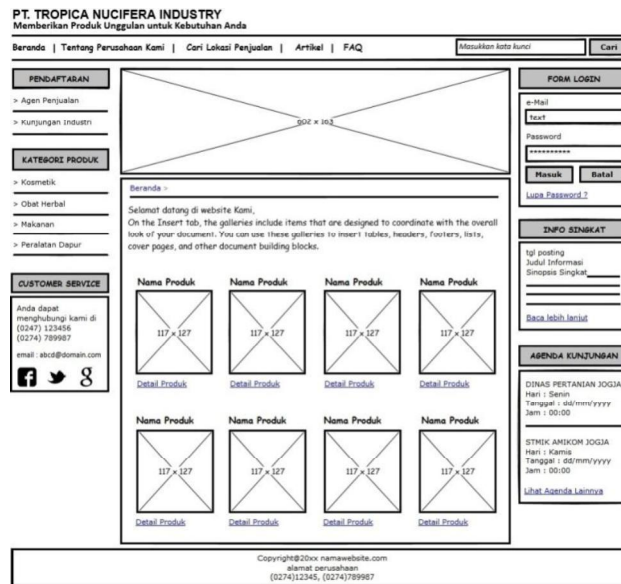 PT. TROPICA NUCIFERA INDUSTRY
Memberikan Produk Unggulan untuk Kebutuhan Anda
Beranda | Tentang Perusahaan Kami | Cari Lokasi Penjualan | Artikel | FAQ
Masukkan kata kunci
Cari
PENDAFTARAN
> Agen Penjualan
> Kunjungan Industri
KATEGORI PRODUK
> Kosmetik
> Obat Herbal
> Makanan
> Peralatan Dapur
CUSTOMER SERVICE
Anda dapat
menghubungi kami di
(0247) 123456
(0274) 789987
email : abcd@domain.com
602 x 163
Beranda >
Selamat datang di website Kami,
On the Insert tab, the galleries include items that are designed to coordinate with the overall
look of your document. You can use these galleries to insert tables, headers, footers, lists,
cover pages, and other document building blocks.
Nama Produk Nama Produk Nama Produk Nama Produk
117 x 127 117 x 127 117 x 127 117 x 127
Detail Produk Detail Produk Detail Produk Detail Produk
Nama Produk Nama Produk Nama Produk Nama Produk
117 x 127 117 x 127 117 x 127 117 x 127
Detail Produk Detail Produk Detail Produk Detail Produk
FORM LOGIN
e-Mail
text
Password
**********
Masuk Batal
Lupa Password ?
INFO SINGKAT
tgl posting
Judul Informasi
Sinopsis Singkat
Baca lebih lanjut
AGENDA KUNJUNGAN
DINAS PERTANIAN JOGJA
Hari : Senin
Tanggal : dd/mm/yyyy
Jam : 00:00
STMIK AMIKOM JOGJA
Hari : Kamis
Tanggal : dd/mm/yyyy
Jam : 00:00
Lihat Agenda Lainnya
Copyright@20xx namawebsite.com
alamat perusahaan
(0274)12345, (0274)789987